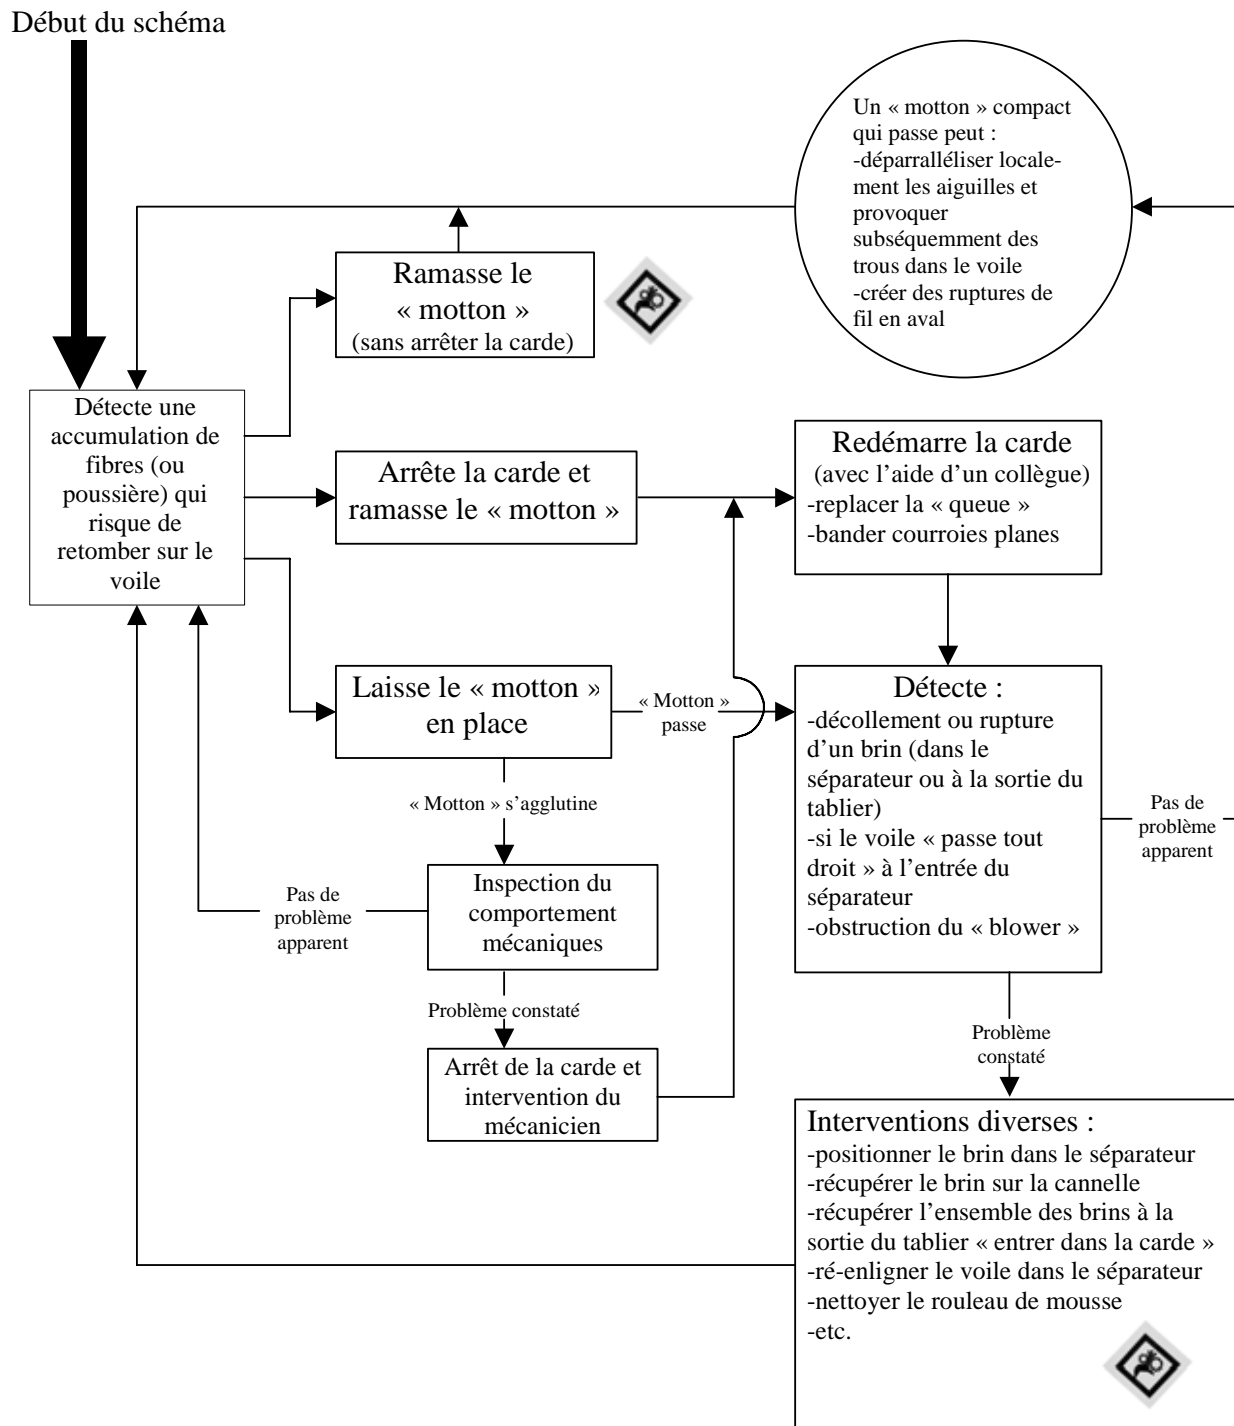 Début du schéma
Un « motton » compact
qui passe peut :
-déparralléliser locale-
ment les aiguilles et
provoquer
subséquemment des
trous dans le voile
-créer des ruptures de
fil en aval
Ramasse le
« motton »
(sans arrêter la carde)
Détecte une
accumulation de
fibres (ou
poussière) qui
risque de
retomber sur le
voile
Arrête la carde et
ramasse le « motton »
Redémarre la carde
(avec l’aide d’un collègue)
-replacer la « queue »
-bander courroies planes
Laisse le « motton »
en place
« Motton »
passe
Détecte :
-décollement ou rupture
d’un brin (dans le
séparateur ou à la sortie du
tablier)
-si le voile « passe tout
droit » à l’entrée du
séparateur
-obstruction du « blower »
Pas de
problème
apparent
« Motton » s’agglutine
Inspection du
comportement
mécaniques
Pas de
problème
apparent
Problème constaté
Arrêt de la carde et
intervention du
mécanicien
Problème
constaté
Interventions diverses :
-positionner le brin dans le séparateur
-récupérer le brin sur la cannelle
-récupérer l’ensemble des brins à la
sortie du tablier « entrer dans la carde »
-ré-enligner le voile dans le séparateur
-nettoyer le rouleau de mousse
-etc.